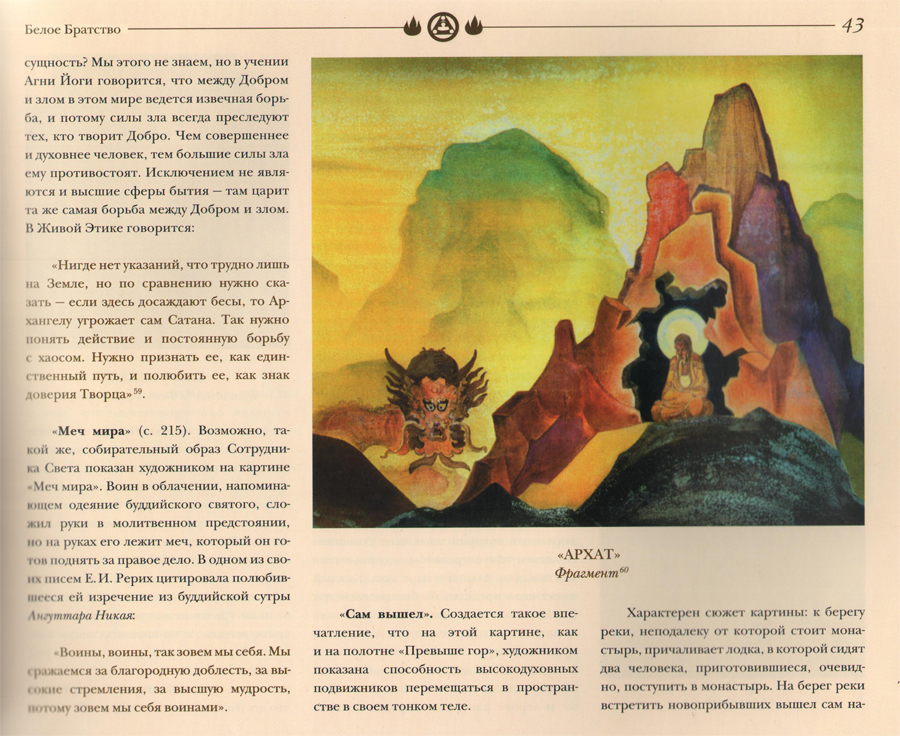 Белое Братство
43
сущность? Мы этого не знаем, но в учении
Агни Йоги говорится, что между Добром
и злом в этом мире ведется извечная борь-
ба, и потому силы зла всегда преследуют
тех, кто творит Добро. Чем совершеннее
и духовнее человек, тем большие силы зла
ему противостоят. Исключением не явля-
ются и высшие сферы бытия — там царит
та же самая борьба между Добром и злом.
В Живой Этике говорится:
«Нигде нет указаний, что трудно лишь
на Земле, но по сравнению нужно ска-
зать — если здесь досаждают бесы, то Ар-
хангелу угрожает сам Сатана. Так нужно
понять действие и постоянную борьбу
с хаосом. Нужно признать ее, как един-
ственный путь, и полюбить ее, как знак
доверия Творца»59.
«Меч мира» (с. 215). Возможно, та-
кой же, собирательный образ Сотрудни-
ка Света показан художником на картине
«Меч мира». Воин в облачении, напомина-
ющем одеяние буддийского святого, сло-
жил руки в молитвенном предстоянии,
но на руках его лежит меч, который он го-
тов поднять за правое дело. В одном из сво-
их писем Е. И. Рерих цитировала полюбив-
шееся ей изречение из буддийской сутры
Ангуттара Никая:
«Воины, воины, так зовем мы себя. Мы
сражаемся за благородную доблесть, за вы-
сокие стремления, за высшую мудрость,
потому зовем мы себя воинами».
«АРХАТ»
Фрагмент60
«Сам вышел». Создается такое впе-
чатление, что на этой картине, как
и на полотне «Превыше гор», художником
показана способность высокодуховных
подвижников перемещаться в простран-
стве в своем тонком теле.
Характерен сюжет картины: к берегу
реки, неподалеку от которой стоит мона-
стырь, причаливает лодка, в которой сидят
два человека, приготовившиеся, очевид-
но, поступить в монастырь. На берег реки
встретить новоприбывших вышел сам на-